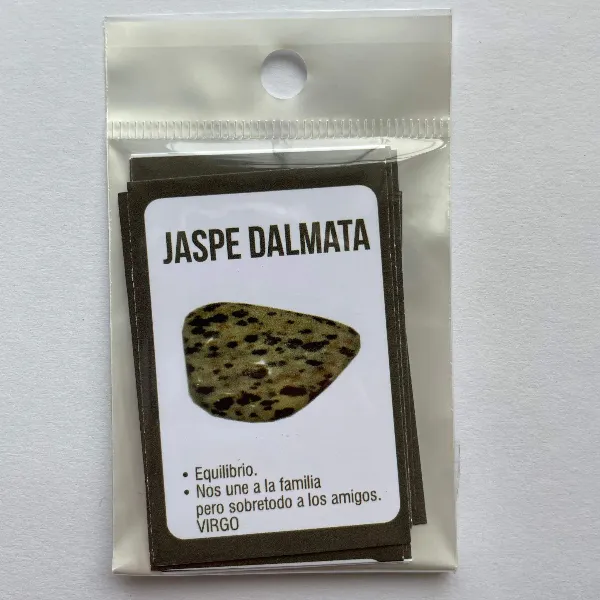 JASPE DALMATA
• Equilibrio.
• Nos une a la familia
pero sobretodo a los amigos.
VIRGO